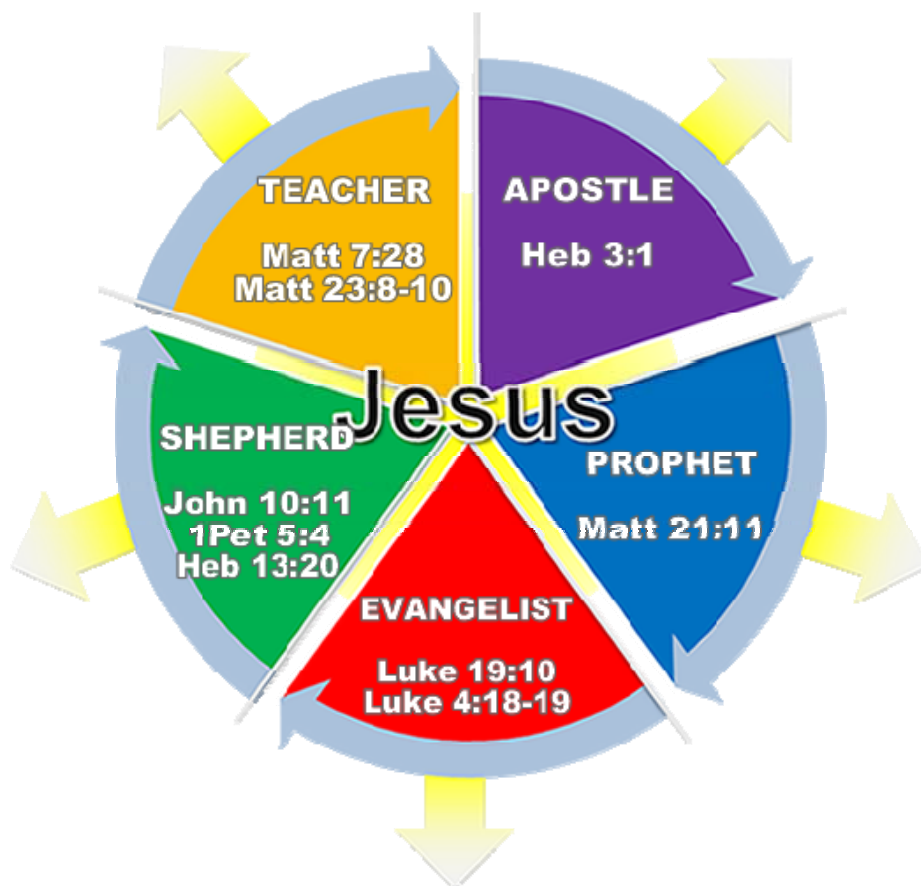 TEACHER
Matt 7:28
Matt 23:8-10
APOSTLE
Heb 3:1
Jesus
SHEPHERD
John 10:11
1Pet 5:4
Heb 13:20
PROPHET
Matt 21:11
EVANGELIST
Luke 19:10
Luke 4:18-19